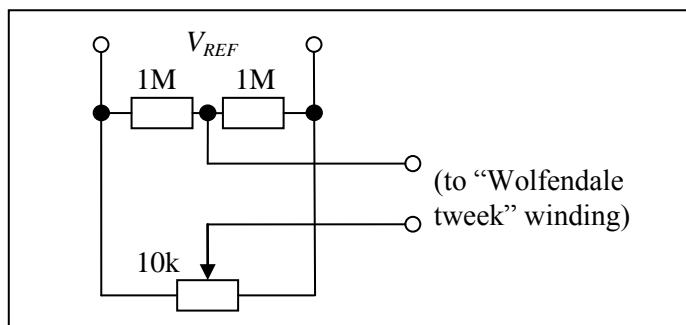 V_REF
1M 1M
(to “Wolfendale
tweek” winding)
10k